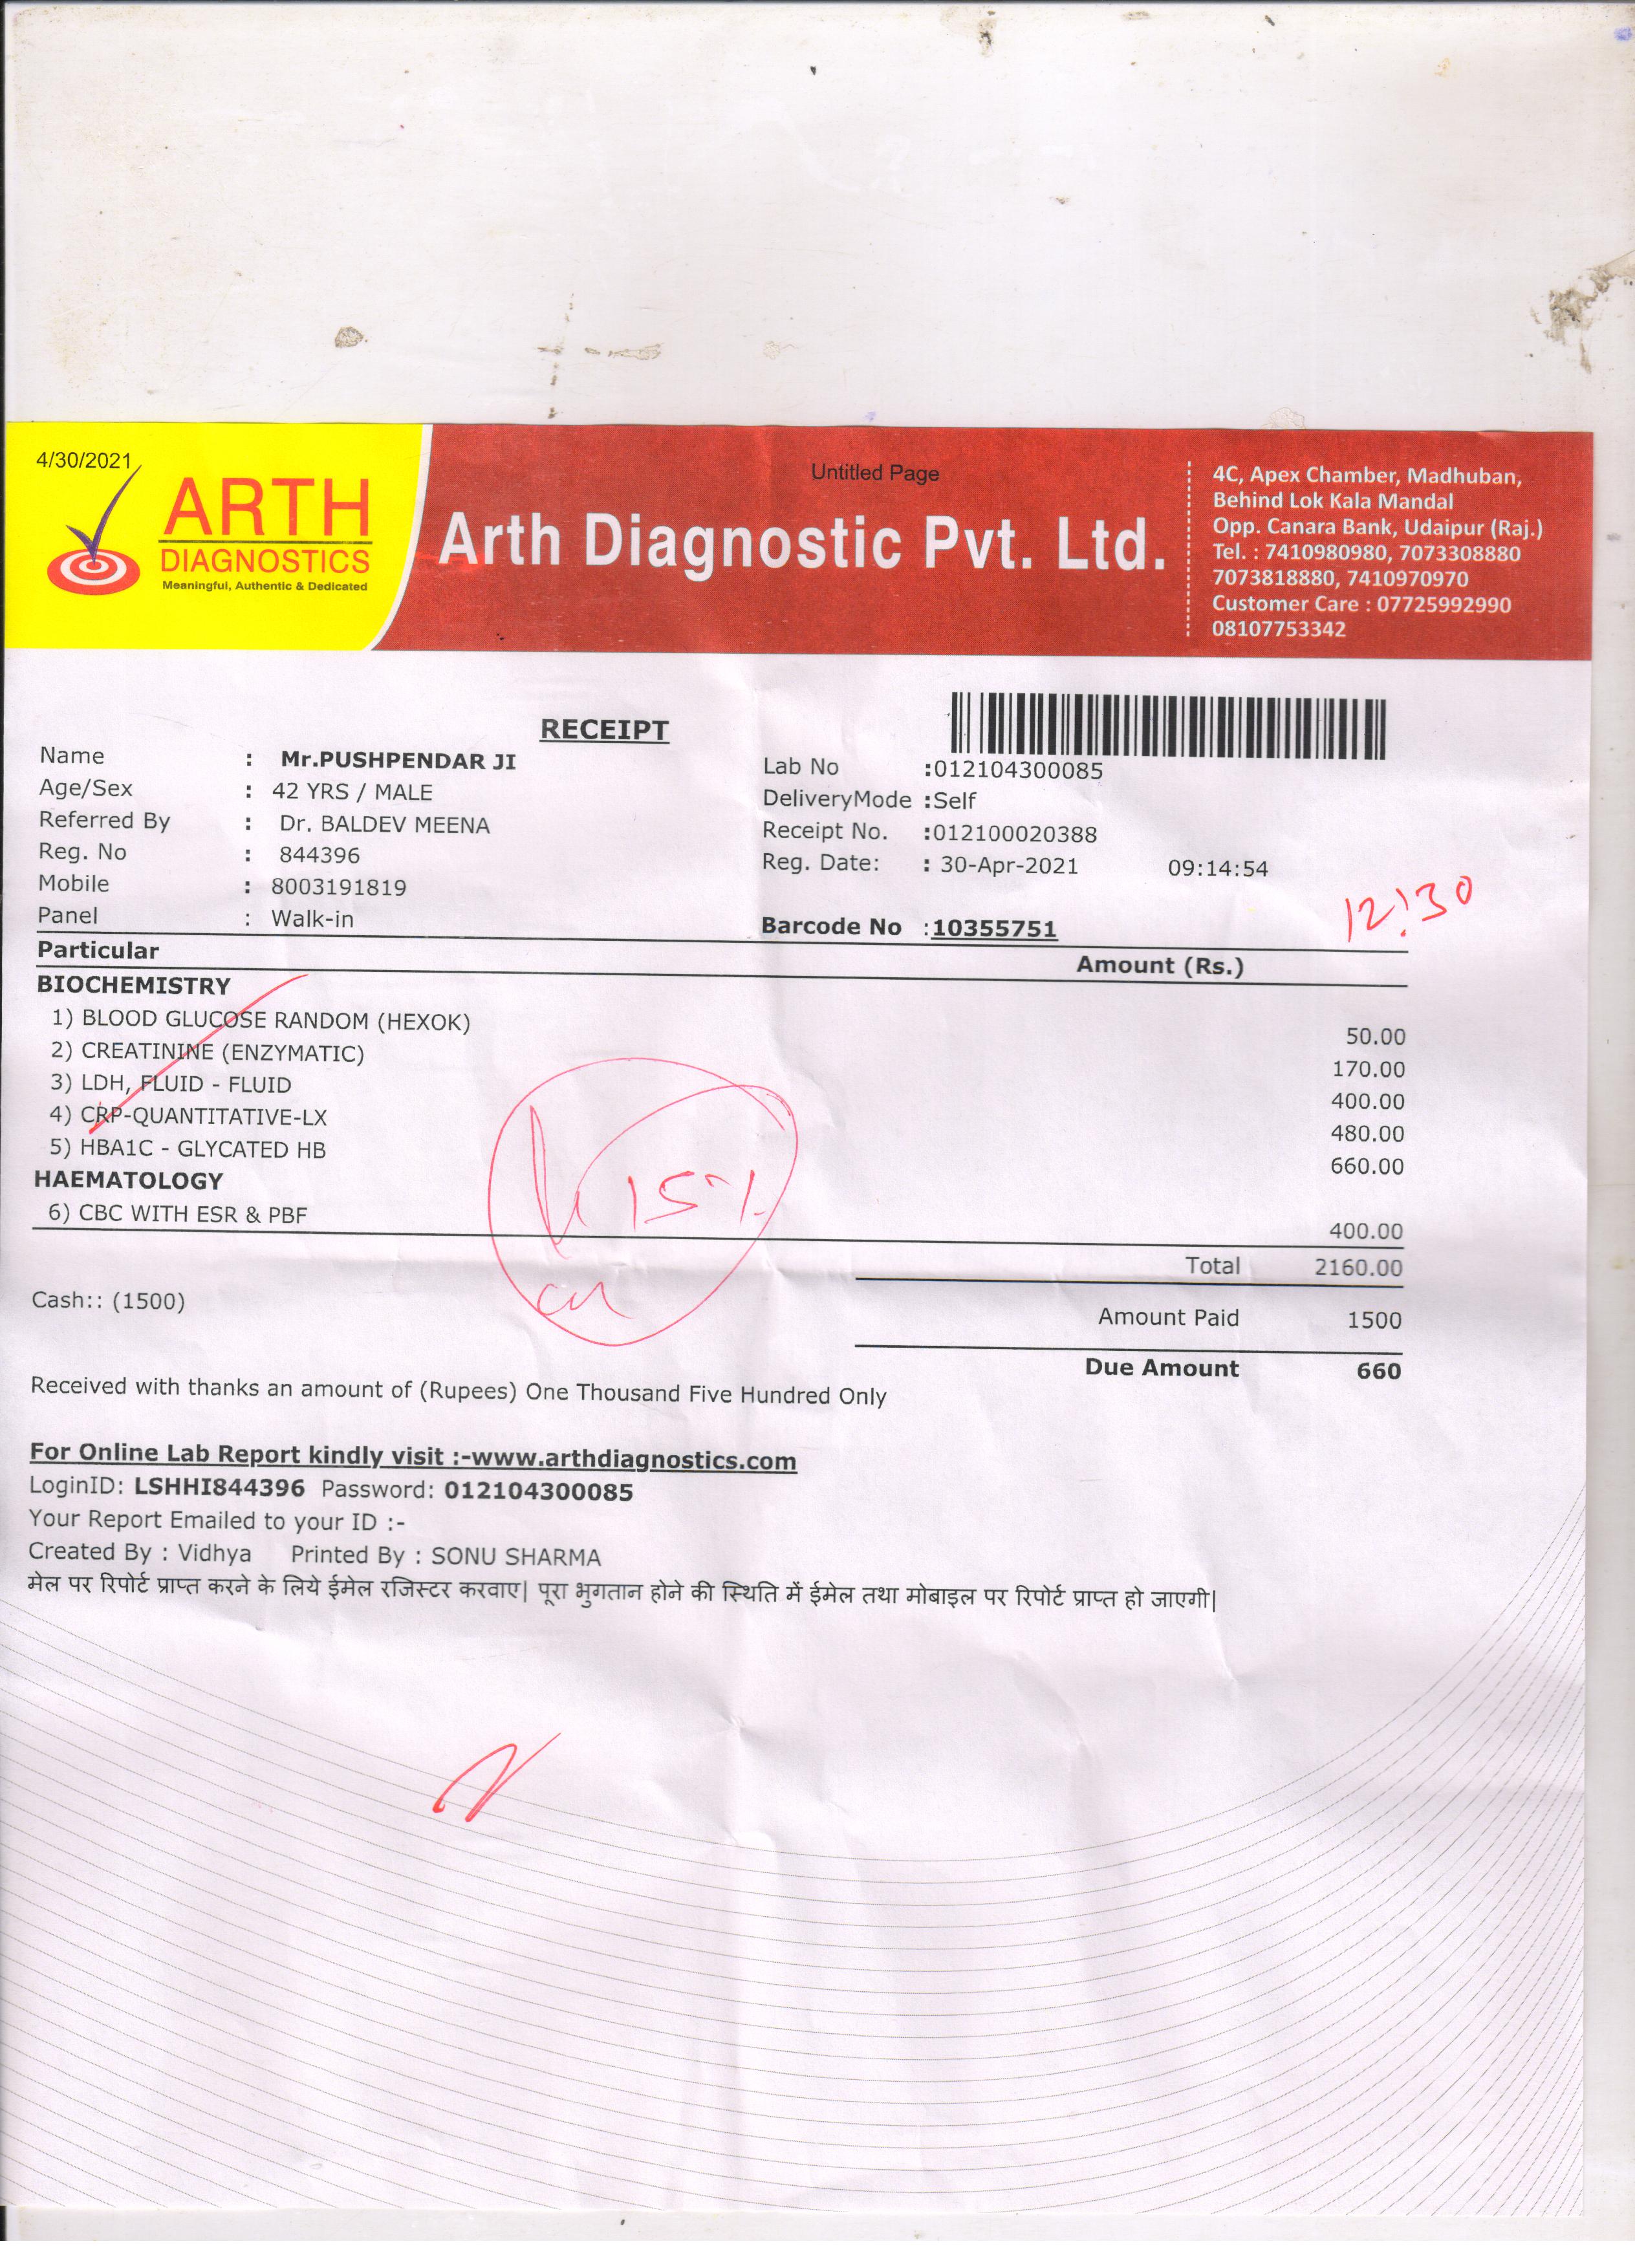 4/30/2021
Untitled Page
ARTH
DIAGNOSTICS
Meaningful, Authentic & Dedicated
Arth Diagnostic Pvt. Ltd.
4C, Apex Chamber, Madhuban,
Behind Lok Kala Mandal
Opp. Canara Bank, Udaipur (Raj.)
Tel. : 7410980980, 7073308880
7073818880, 7410970970
Customer Care : 07725992990
08107753342
RECEIPT
Name : Mr.PUSHPENDAR JI
Age/Sex : 42 YRS / MALE
Referred By : Dr. BALDEV MEENA
Reg. No : 844396
Mobile : 8003191819
Panel : Walk-in
Lab No :012104300085
DeliveryMode :Self
Receipt No. :012100020388
Reg. Date: : 30-Apr-2021 09:14:54
12:30
Barcode No :10355751
Particular Amount (Rs.)
BIOCHEMISTRY
1) BLOOD GLUCOSE RANDOM (HEXOK) 50.00
2) CREATININE (ENZYMATIC) 170.00
3) LDH, FLUID - FLUID 400.00
4) CRP-QUANTITATIVE-LX 480.00
5) HBA1C - GLYCATED HB 660.00
HAEMATOLOGY
6) CBC WITH ESR & PBF 400.00
15%
Total 2160.00
Cash:: (1500)
Amount Paid 1500
Due Amount 660
Received with thanks an amount of (Rupees) One Thousand Five Hundred Only
For Online Lab Report kindly visit :-www.arthdiagnostics.com
LoginID: LSHHI844396 Password: 012104300085
Your Report Emailed to your ID :-
Created By : Vidhya Printed By : SONU SHARMA
मेल पर रिपोर्ट प्राप्त करने के लिये ईमेल रजिस्टर करवाए| पूरा भुगतान होने की स्थिति में ईमेल तथा मोबाइल पर रिपोर्ट प्राप्त हो जाएगी|